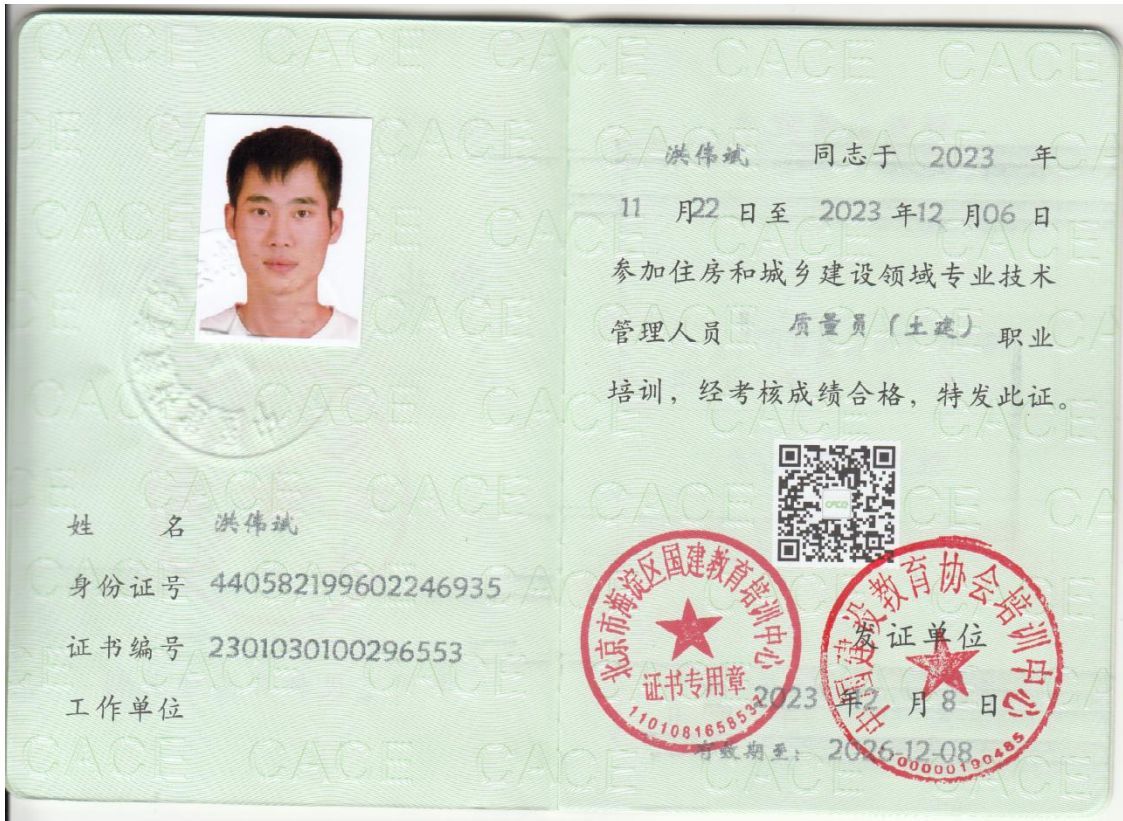 姓 名 洪伟斌
身份证号 440582199602246935
证书编号 2301030100296553
工作单位
洪伟斌 同志于 2023 年
11 月22 日至 2023 年12 月06 日
参加住房和城乡建设领域专业技术
管理人员 质量员（土建） 职业
培训，经考核成绩合格，特发此证。
CACE
北京市海淀区国建教育培训中心
证书专用章
1101081658532
中国建设教育协会培训中心
发证单位
2023 年 12 月 8 日
有效期至： 2026-12-08